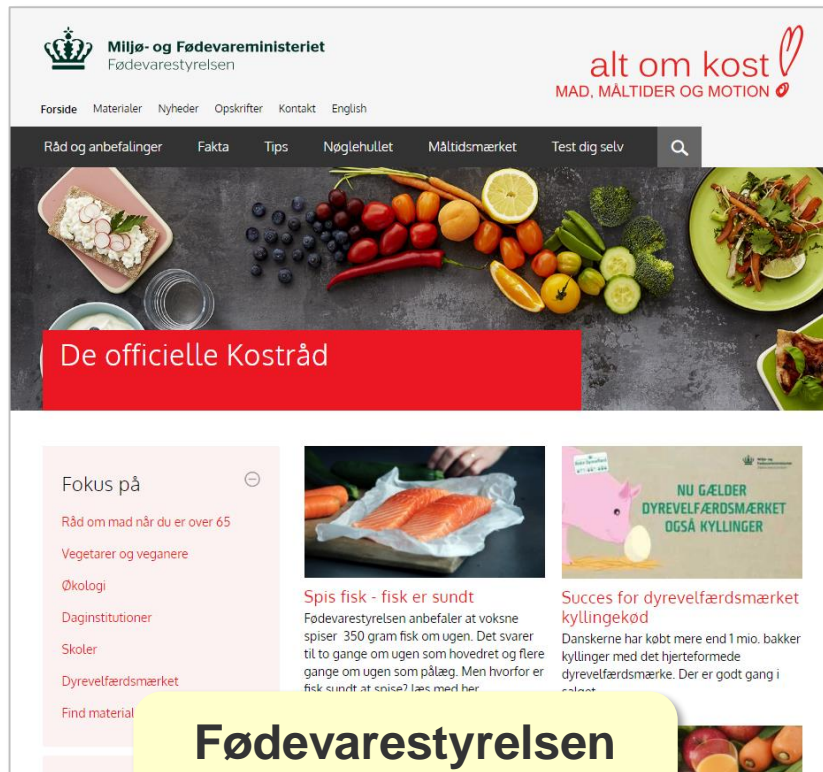 Miljø- og Fødevareministeriet
Fødevarestyrelsen
alt om kost
MAD, MÅLTIDER OG MOTION
Forside Materialer Nyheder Opskrifter Kontakt English
Råd og anbefalinger Fakta Tips Nøglehullet Måltidsmærket Test dig selv
De officielle Kostråd
Fokus på
Råd om mad når du er over 65
Vegetarer og veganere
Økologi
Daginstitutioner
Skoler
Dyrevelfærdsmærket
Find material
Spis fisk - fisk er sundt
Fødevarestyrelsen anbefaler at voksne
spiser 350 gram fisk om ugen. Det svarer
til to gange om ugen som hovedret og flere
gange om ugen som pålæg. Men hvorfor er
fisk sundt at spise? læs med her
NU GÆLDER
DYREVELFÆRDSMÆRKET
OGSÅ KYLLINGER
Succes for dyrevelfærdsmærket
kyllingekød
Danskerne har købt mere end 1 mio. bakker
kyllinger med det hjerteformede
dyrevelfærdsmærke. Der er godt gang i
salget
Fødevarestyrelsen